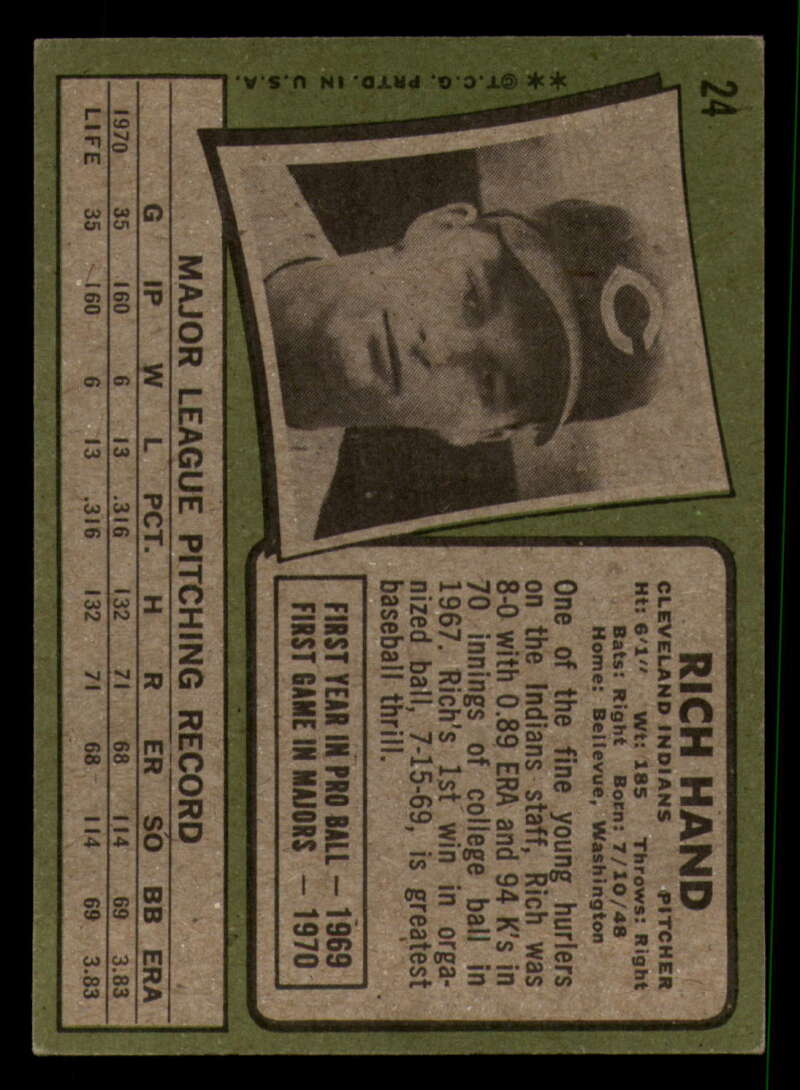 24
**©T.C.G. PRTD. IN U.S.A.
C
RICH HAND
CLEVELAND INDIANS PITCHER
Ht: 6'1" Wt: 185 Throws: Right
Bats: Right Born: 7/10/48
Home: Bellevue, Washington
One of the fine young hurlers
on the Indians staff, Rich was
8-0 with 0.89 ERA and 94 K's in
70 innings of college ball in
1967. Rich's 1st win in orga-
nized ball, 7-15-69, is greatest
baseball thrill.
FIRST YEAR IN PRO BALL — 1969
FIRST GAME IN MAJORS — 1970
MAJOR LEAGUE PITCHING RECORD
G IP W L PCT. H R ER SO BB ERA
1970 35 160 6 13 .316 132 71 68 114 69 3.83
LIFE 35 160 6 13 .316 132 71 68 114 69 3.83